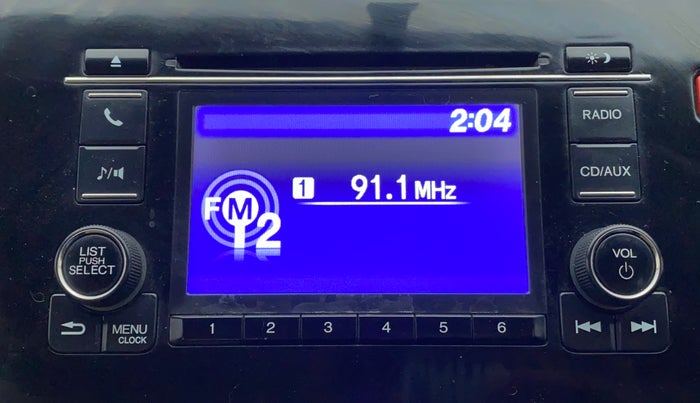 2:04
RADIO
CD/AUX
1 91.1 MHz
FM 2
LIST
PUSH
SELECT
VOL
MENU
CLOCK
1 2 3 4 5 6